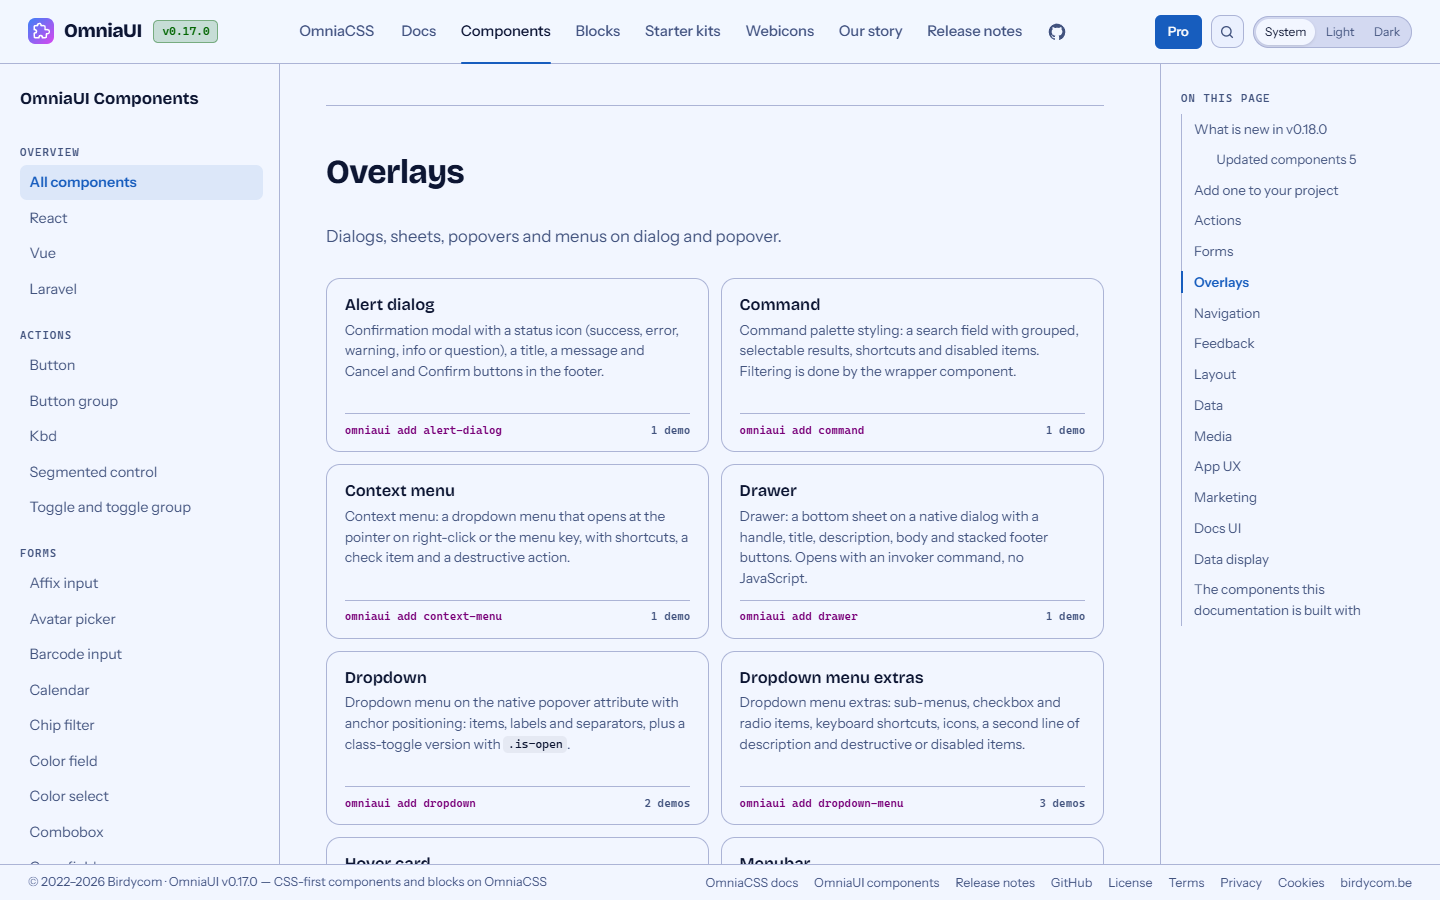 OmniaUI v0.17.0
OmniaCSS
Docs
Components
Blocks
Starter kits
Webicons
Our story
Release notes
Pro
System
Light
Dark
OmniaUI Components
OVERVIEW
All components
React
Vue
Laravel
ACTIONS
Button
Button group
Kbd
Segmented control
Toggle and toggle group
FORMS
Affix input
Avatar picker
Barcode input
Calendar
Chip filter
Color field
Color select
Combobox
Overlays
Dialogs, sheets, popovers and menus on dialog and popover.
Alert dialog
Confirmation modal with a status icon (success, error,
warning, info or question), a title, a message and
Cancel and Confirm buttons in the footer.
omniaui add alert-dialog
1 demo
Command
Command palette styling: a search field with grouped,
selectable results, shortcuts and disabled items.
Filtering is done by the wrapper component.
omniaui add command
1 demo
Context menu
Context menu: a dropdown menu that opens at the
pointer on right-click or the menu key, with shortcuts, a
check item and a destructive action.
omniaui add context-menu
1 demo
Drawer
Drawer: a bottom sheet on a native dialog with a
handle, title, description, body and stacked footer
buttons. Opens with an invoker command, no
JavaScript.
omniaui add drawer
1 demo
Dropdown
Dropdown menu on the native popover attribute with
anchor positioning: items, labels and separators, plus a
class-toggle version with .is-open.
omniaui add dropdown
2 demos
Dropdown menu extras
Dropdown menu extras: sub-menus, checkbox and
radio items, keyboard shortcuts, icons, a second line of
description and destructive or disabled items.
omniaui add dropdown-menu
3 demos
Hover card
Menubar
ON THIS PAGE
What is new in v0.18.0
Updated components 5
Add one to your project
Actions
Forms
Overlays
Navigation
Feedback
Layout
Data
Media
App UX
Marketing
Docs UI
Data display
The components this
documentation is built with
© 2022–2026 Birdycom · OmniaUI v0.17.0 — CSS-first components and blocks on OmniaCSS
OmniaCSS docs
OmniaUI components
Release notes
GitHub
License
Terms
Privacy
Cookies
birdycom.be